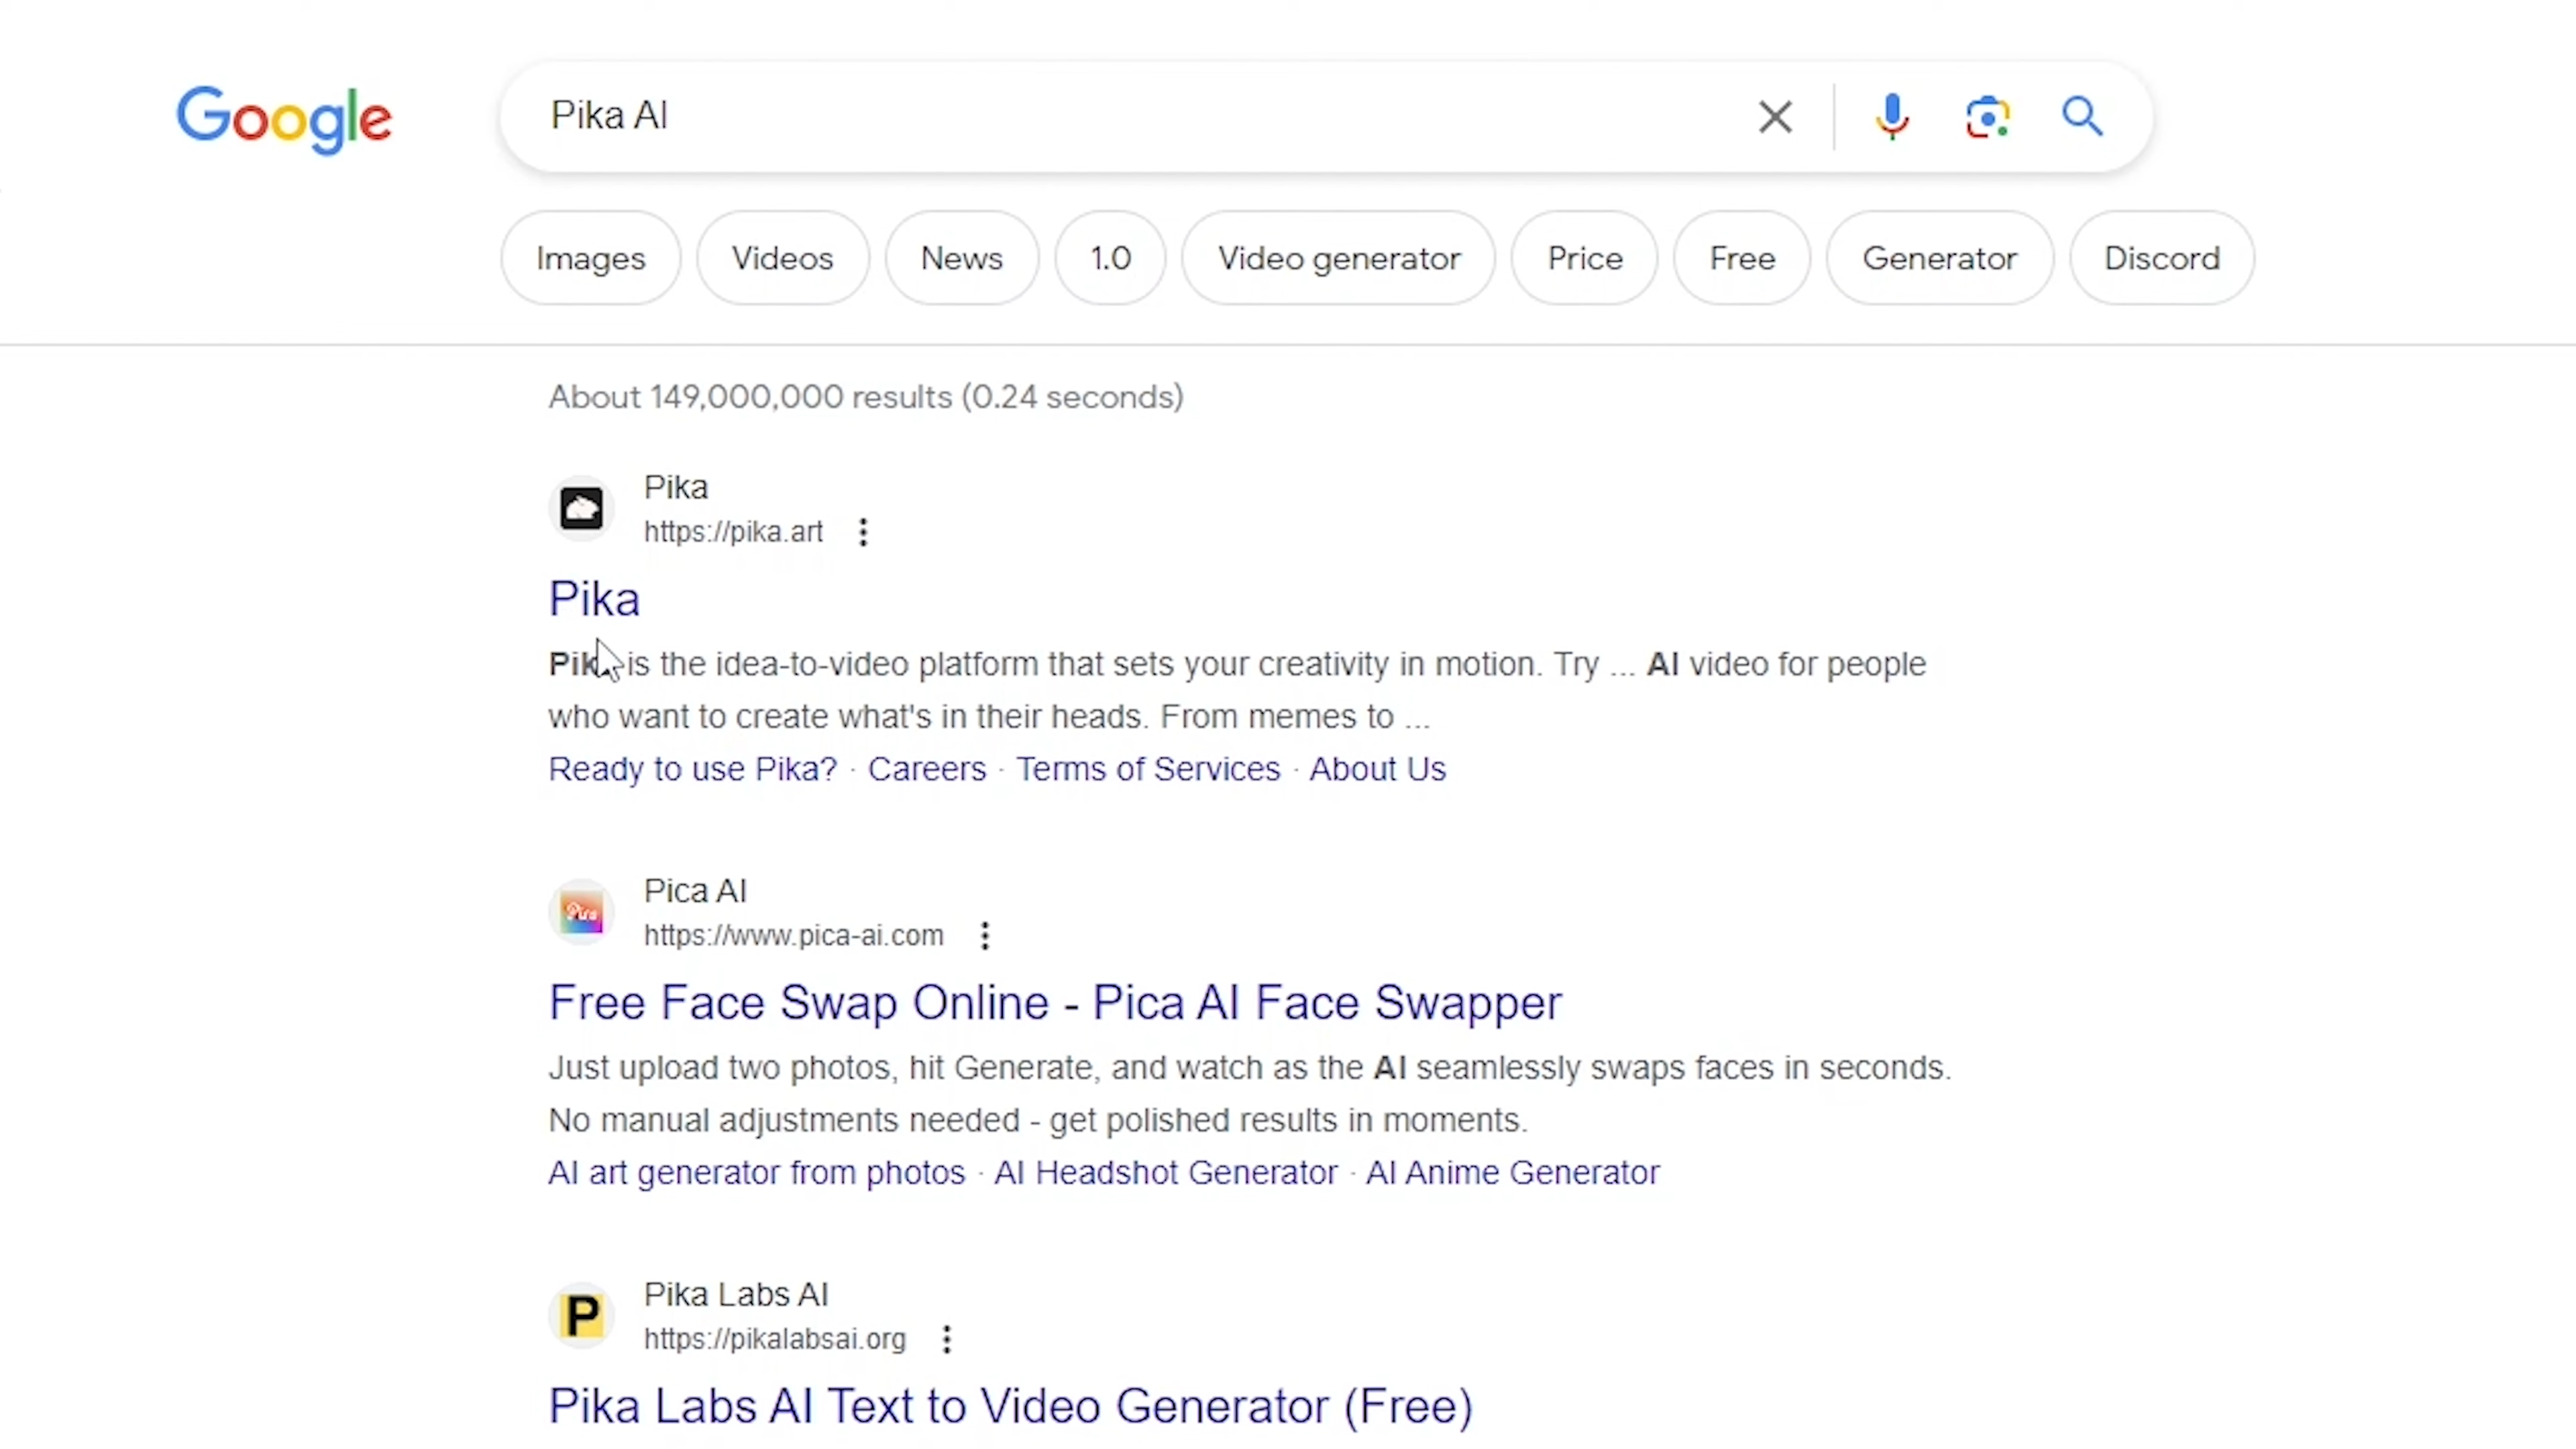 Google
Pika AI
Images Videos News 1.0 Video generator Price Free Generator Discord
About 149,000,000 results (0.24 seconds)
Pika
https://pika.art
Pika
is the idea-to-video platform that sets your creativity in motion. Try ... AI video for people
who want to create what's in their heads. From memes to ...
Ready to use Pika? · Careers · Terms of Services · About Us
Pica AI
https://www.pica-ai.com
Free Face Swap Online - Pica AI Face Swapper
Just upload two photos, hit Generate, and watch as the AI seamlessly swaps faces in seconds.
No manual adjustments needed - get polished results in moments.
AI art generator from photos · AI Headshot Generator · AI Anime Generator
P
Pika Labs AI
https://pikalabsai.org
Pika Labs AI Text to Video Generator (Free)